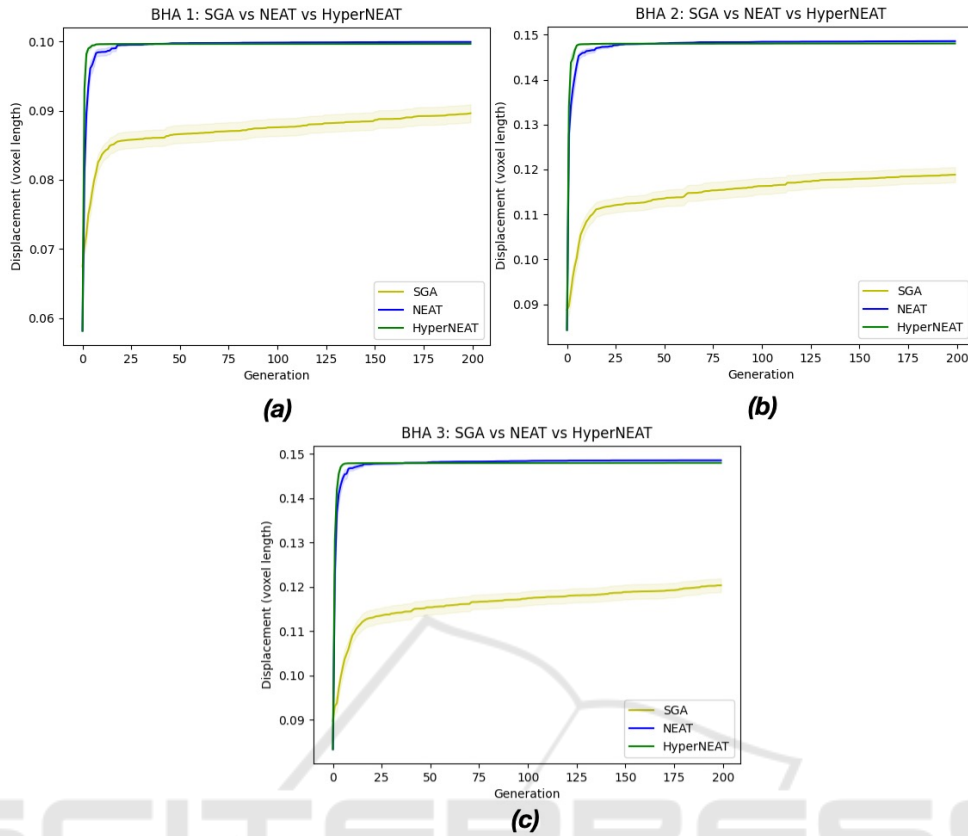 BHA 1: SGA vs NEAT vs HyperNEAT
0.10
0.09
0.08
0.07
0.06
Displacement (voxel length)
SGA
NEAT
HyperNEAT
0 25 50 75 100 125 150 175 200
Generation
(a)
BHA 2: SGA vs NEAT vs HyperNEAT
0.15
0.14
0.13
0.12
0.11
0.10
0.09
Displacement (voxel length)
SGA
NEAT
HyperNEAT
0 25 50 75 100 125 150 175 200
Generation
(b)
BHA 3: SGA vs NEAT vs HyperNEAT
0.15
0.14
0.13
0.12
0.11
0.10
0.09
Displacement (voxel length)
SGA
NEAT
HyperNEAT
0 25 50 75 100 125 150 175 200
Generation
(c)